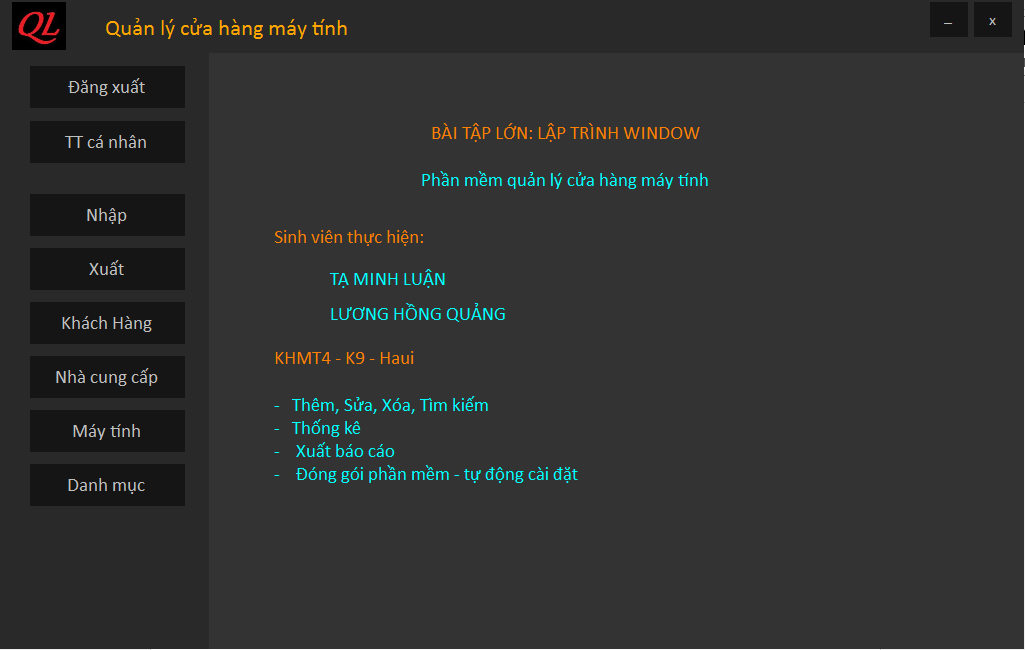 QL
Quản lý cửa hàng máy tính
_
x
Đăng xuất
TT cá nhân
Nhập
Xuất
Khách Hàng
Nhà cung cấp
Máy tính
Danh mục
BÀI TẬP LỚN: LẬP TRÌNH WINDOW
Phần mềm quản lý cửa hàng máy tính
Sinh viên thực hiện:
TẠ MINH LUẬN
LƯƠNG HỒNG QUẢNG
KHMT4 - K9 - Haui
- Thêm, Sửa, Xóa, Tìm kiếm
- Thống kê
- Xuất báo cáo
- Đóng gói phần mềm - tự động cài đặt